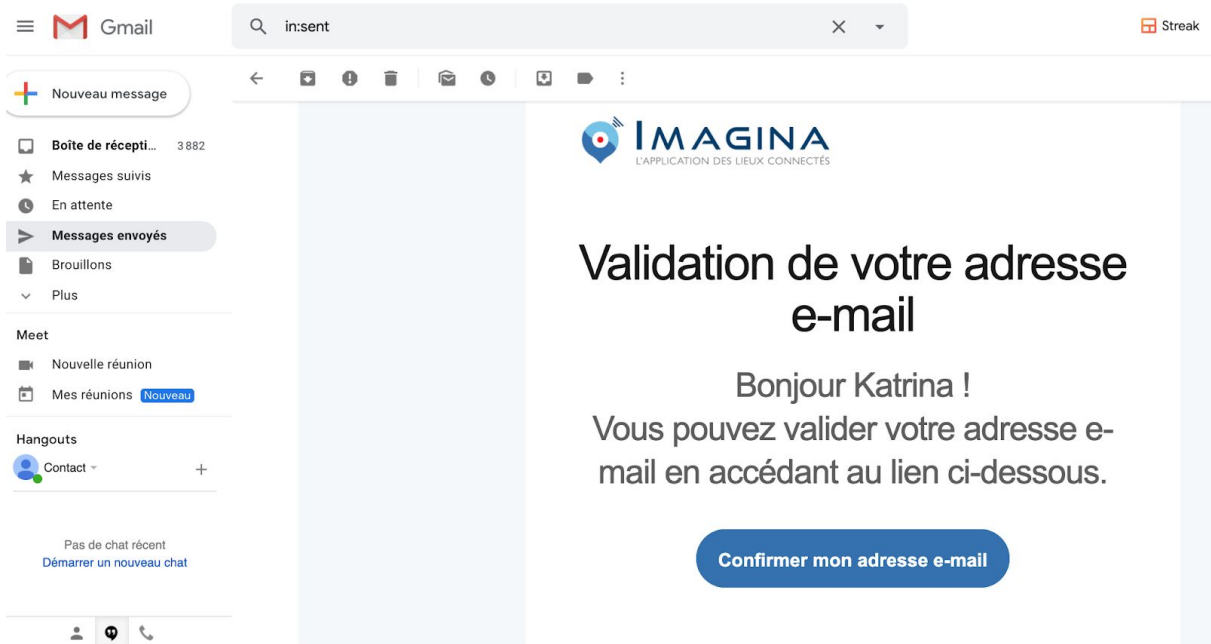 Gmail
in:sent
Streak
Nouveau message
Boîte de récepti... 3 882
Messages suivis
En attente
Messages envoyés
Brouillons
Plus
Meet
Nouvelle réunion
Mes réunions Nouveau
Hangouts
Contact
Pas de chat récent
Démarrer un nouveau chat
IMAGINA
L'APPLICATION DES LIEUX CONNECTÉS
Validation de votre adresse
e-mail
Bonjour Katrina !
Vous pouvez valider votre adresse e-
mail en accédant au lien ci-dessous.
Confirmer mon adresse e-mail